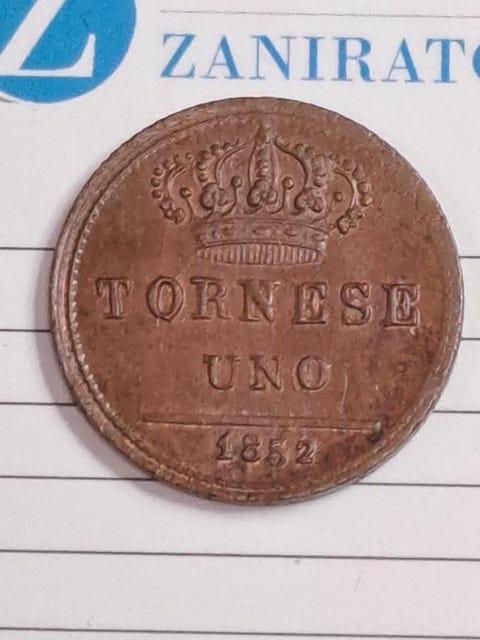 Z ZANIRATO
TORNESE
UNO
1852